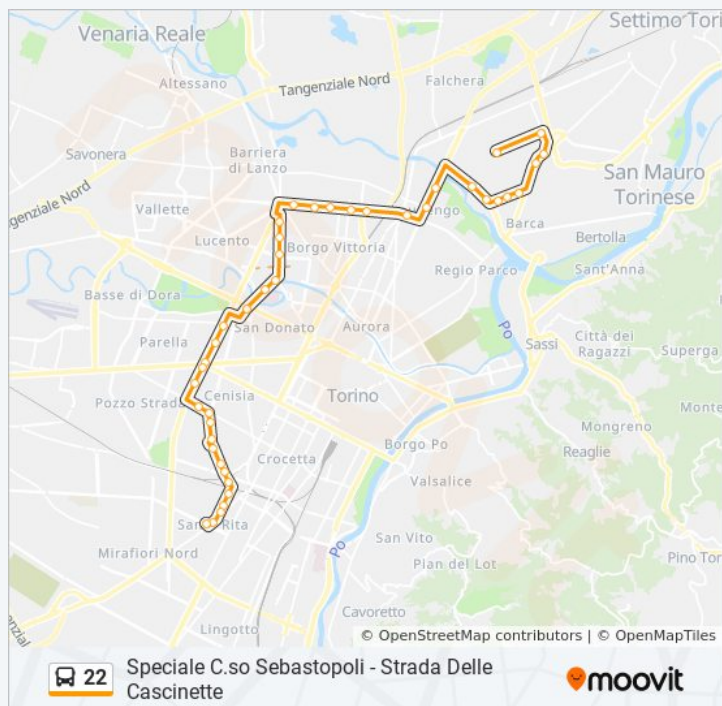 Settimo Tori
Venaria Reale
Tangenziale Nord
Falchera
Altessano
Savonera
Barriera
di Lanzo
San Mauro
Torinese
ngenziale Nord
Vallette
Barca
Lucento
Borgo Vittoria
Bertolla
Regio Parco
Sant'Anna
Basse di Dora
San Donato
Aurora
Po
Parella
Sassi
Città dei
Ragazzi
Superga
Pozzo Strada
Cenisia
Torino
Monte
Mongreno
Borgo Po
Reaglie
Crocetta
Valsalice
Santa Rita
San Vito
Mirafiori Nord
Po
Pian del Lot
Pino Tor
Cavoretto
genzial
Lingotto
© OpenStreetMap contributors | © OpenMapTiles
22
Speciale C.so Sebastopoli - Strada Delle
Cascinette
moovit